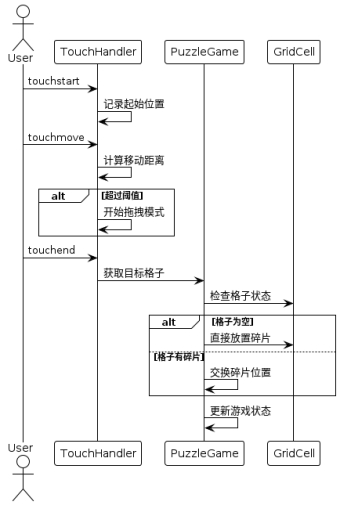 User
TouchHandler
PuzzleGame
GridCell
touchstart
记录起始位置
touchmove
计算移动距离
alt
[超过阈值]
开始拖拽模式
touchend
获取目标格子
检查格子状态
alt
[格子为空]
直接放置碎片
[格子有碎片]
交换碎片位置
更新游戏状态
User
TouchHandler
PuzzleGame
GridCell